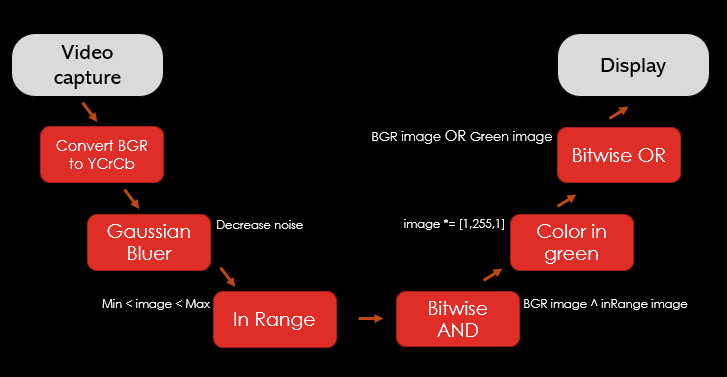 Video
capture
Convert BGR
to YCrCb
Gaussian
Bluer
Decrease noise
Min < image < Max
In Range
Bitwise
AND
BGR image ^ inRange image
image *= [1,255,1]
Color in
green
BGR image OR Green image
Bitwise OR
Display